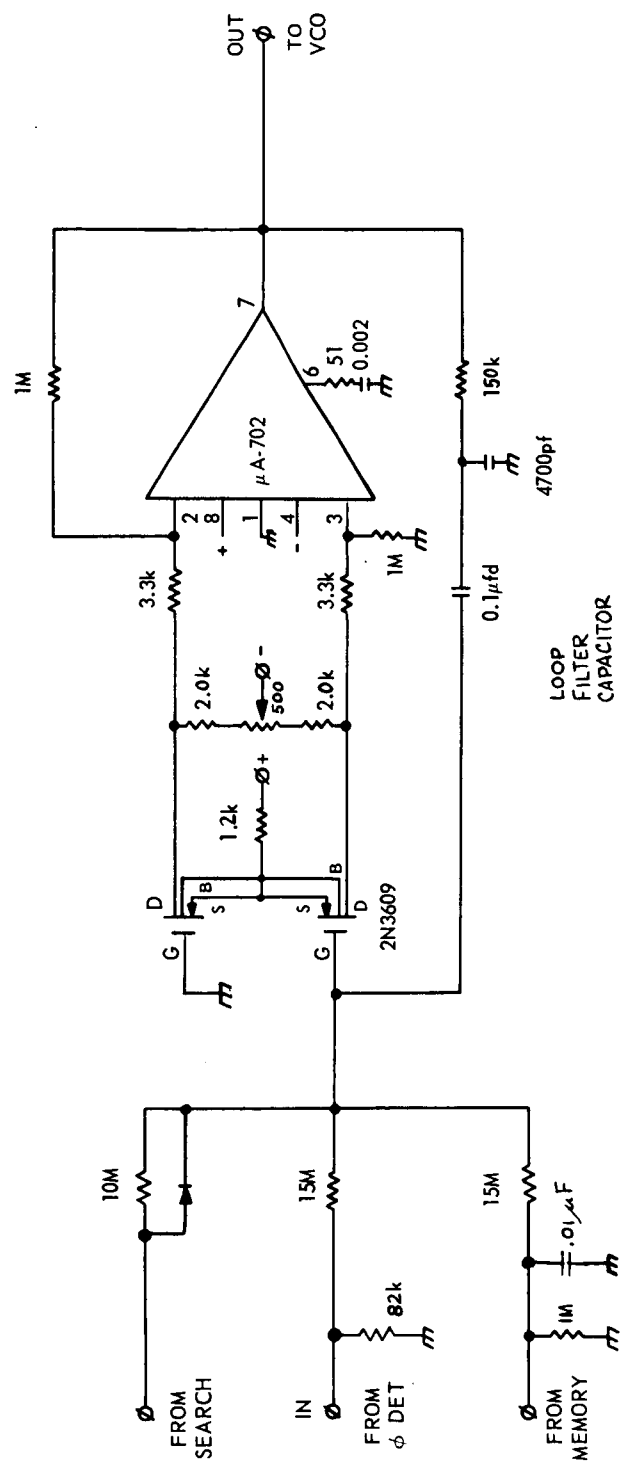 FROM
SEARCH
10M
IN
FROM
ϕ DET
82k
15M
FROM
MEMORY
1M
.01µF
15M
G
D
B
S
G
S
B
D
2N3609
1.2k
+
2.0k
500
-
2.0k
3.3k
3.3k
1M
2
8
+
1
4
-
3
1M
µA-702
7
6
51
0.002
0.1µfd
4700pf
150k
OUT
TO
VCO
LOOP
FILTER
CAPACITOR